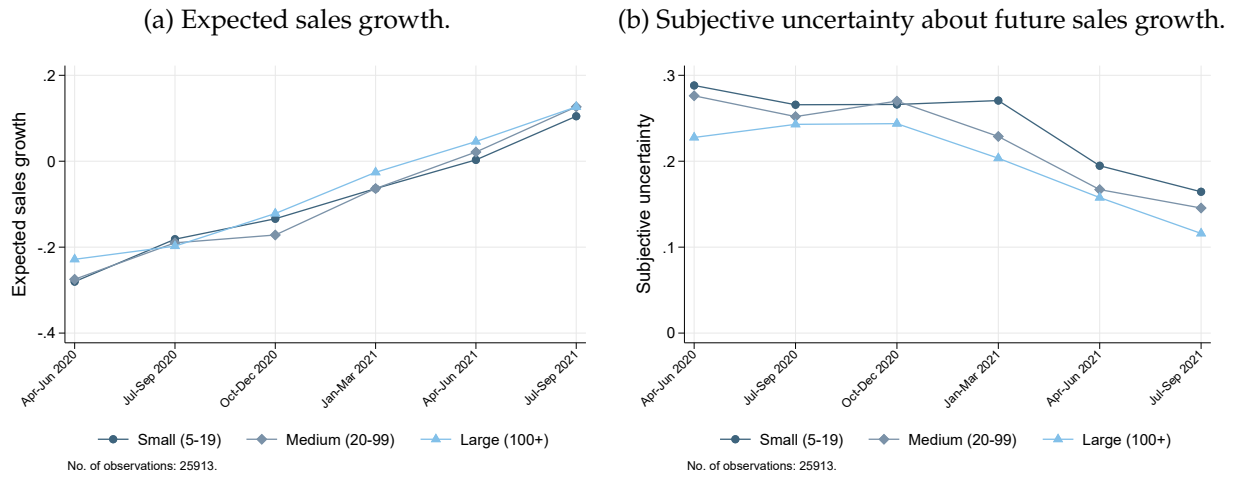 (a) Expected sales growth.
Expected sales growth
.2
0
-.2
-.4
Apr-Jun 2020
Jul-Sep 2020
Oct-Dec 2020
Jan-Mar 2021
Apr-Jun 2021
Jul-Sep 2021
Small (5-19)
Medium (20-99)
Large (100+)
No. of observations: 25913.
(b) Subjective uncertainty about future sales growth.
Subjective uncertainty
.3
.2
.1
0
Apr-Jun 2020
Jul-Sep 2020
Oct-Dec 2020
Jan-Mar 2021
Apr-Jun 2021
Jul-Sep 2021
Small (5-19)
Medium (20-99)
Large (100+)
No. of observations: 25913.